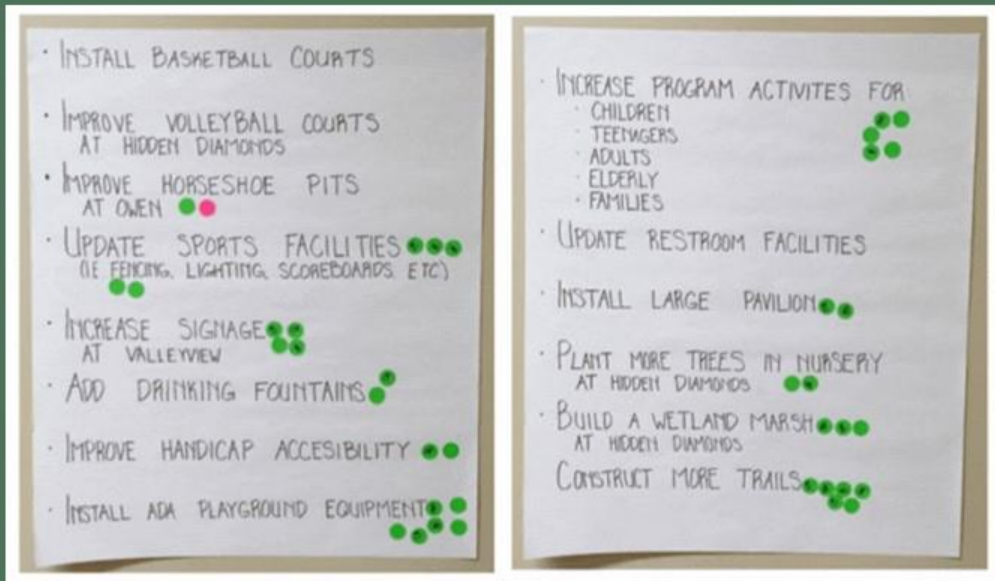 · INSTALL BASKETBALL COURTS
· IMPROVE VOLLEYBALL COURTS
AT HIDDEN DIAMONDS
· IMPROVE HORSESHOE PITS
AT OWEN
· UPDATE SPORTS FACILITIES
(IE FENCING, LIGHTING, SCOREBOARDS, ETC)
· INCREASE SIGNAGE
AT VALLEYVIEW
· ADD DRINKING FOUNTAINS
· IMPROVE HANDICAP ACCESIBILITY
· INSTALL ADA PLAYGROUND EQUIPMENT
· INCREASE PROGRAM ACTIVITES FOR
· CHILDREN
· TEENAGERS
· ADULTS
· ELDERLY
· FAMILIES
· UPDATE RESTROOM FACILITIES
· INSTALL LARGE PAVILION
· PLANT MORE TREES IN NURSERY
AT HIDDEN DIAMONDS
· BUILD A WETLAND MARSH
AT HIDDEN DIAMONDS
CONSTRUCT MORE TRAILS